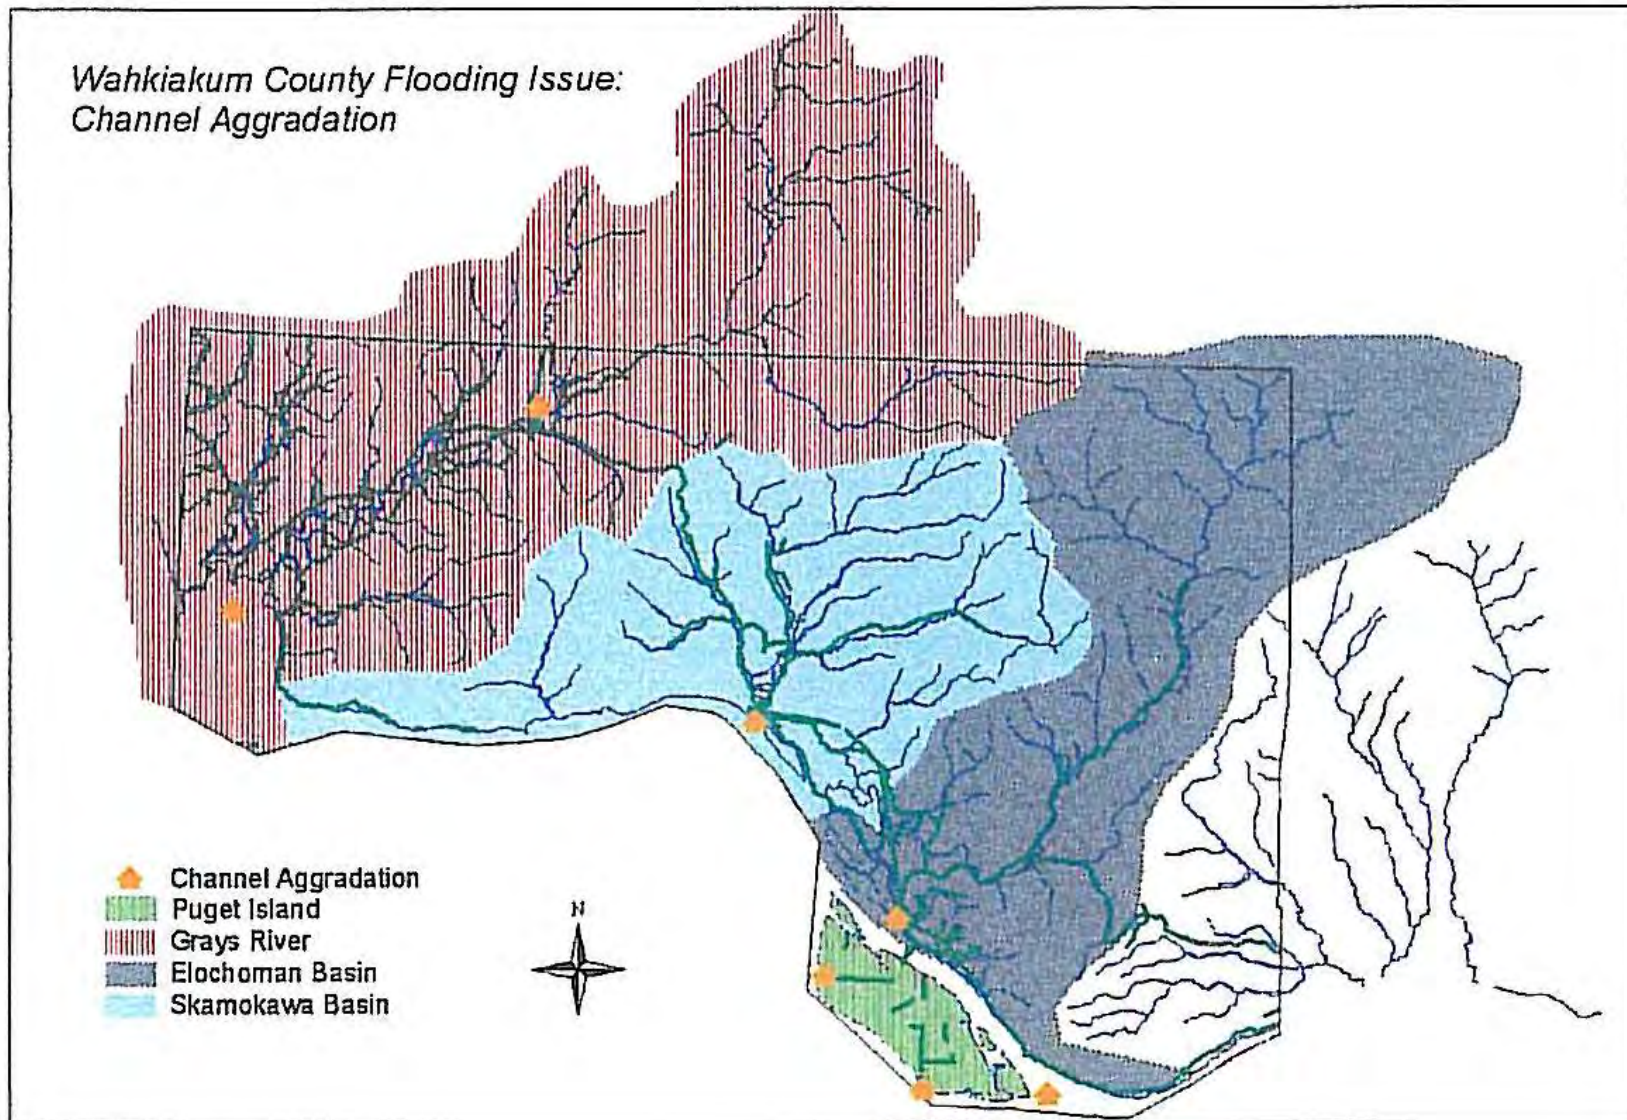 Wahkiakum County Flooding Issue:
Channel Aggradation
Channel Aggradation
Puget Island
Grays River
Elochoman Basin
Skamokawa Basin
N